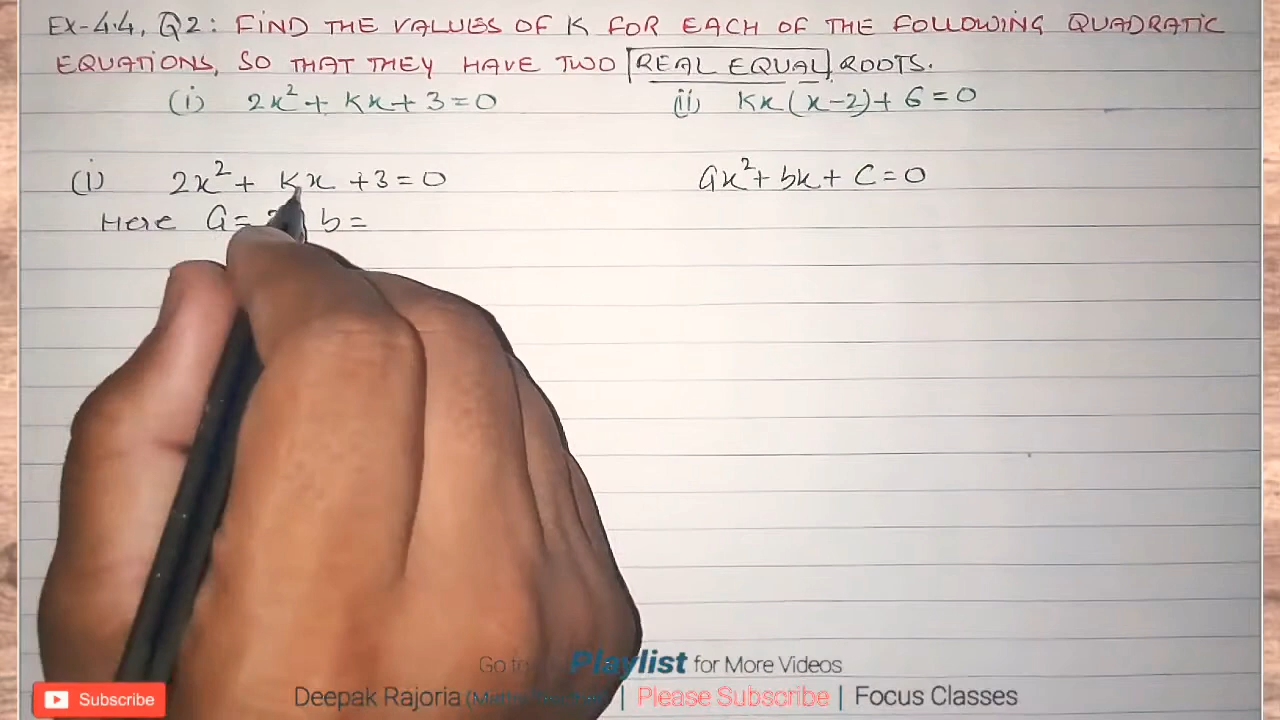 EX-4.4, Q2: FIND THE VALUES OF K FOR EACH OF THE FOLLOWING QUADRATIC
EQUATIONS, SO THAT THEY HAVE TWO REAL EQUAL ROOTS.
(i) 2x²+ Kx+3=0 (ii) Kx(x-2)+6=0
(i) 2x²+ Kx +3=0 ax²+bx+C=0
Here a= b=
Go to Playlist for More Videos
Subscribe Deepak Rajoria | Please Subscribe | Focus Classes